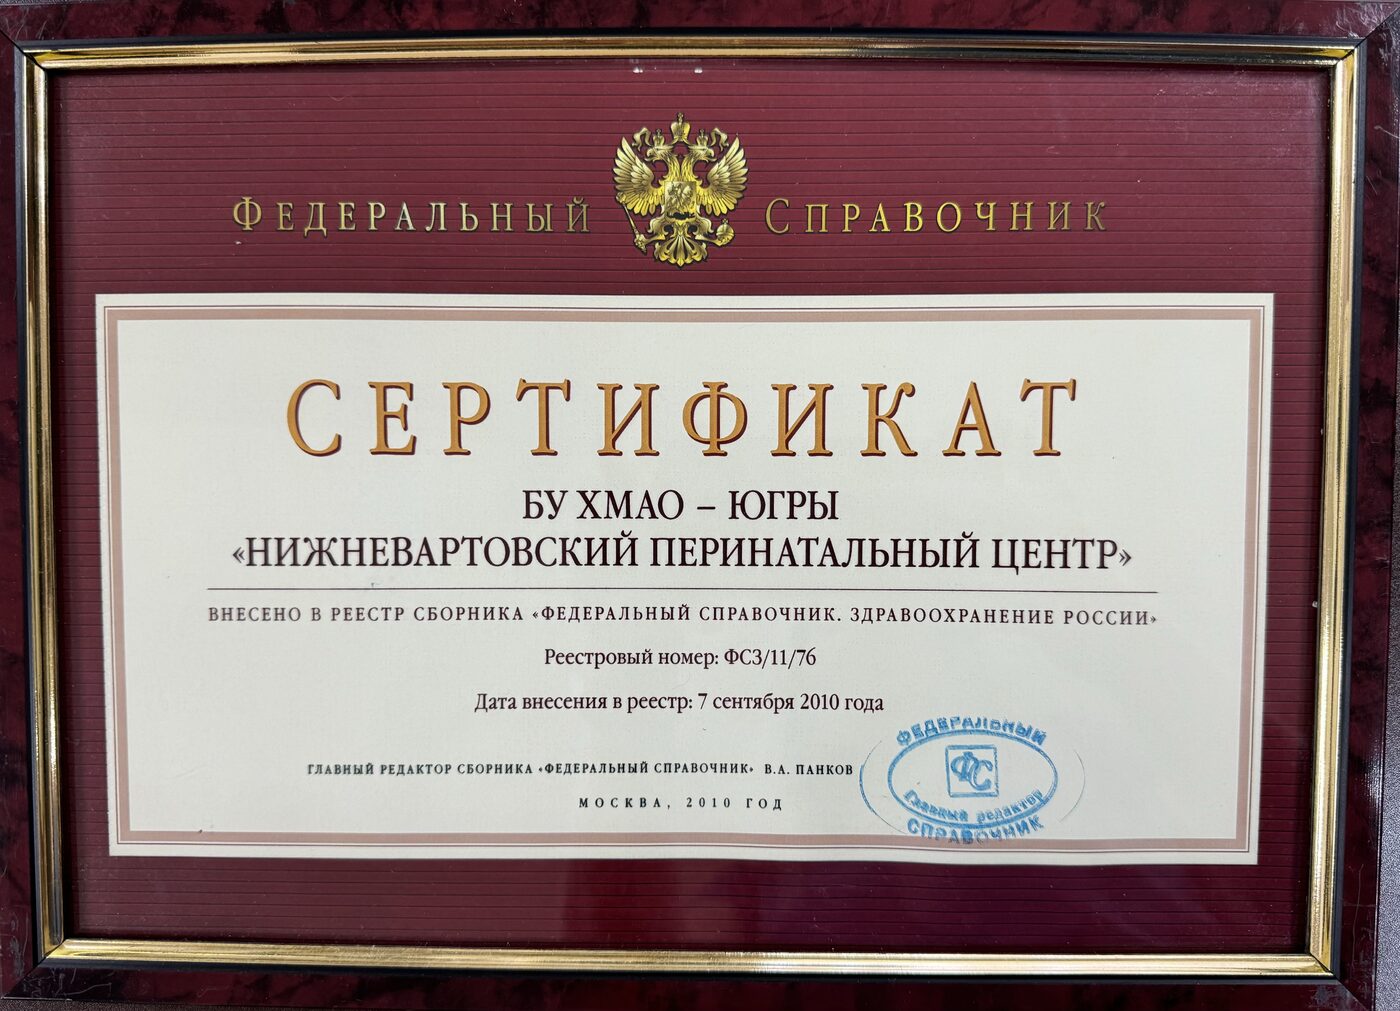 ФЕДЕРАЛЬНЫЙ СПРАВОЧНИК
СЕРТИФИКАТ
БУ ХМАО – ЮГРЫ
«НИЖНЕВАРТОВСКИЙ ПЕРИНАТАЛЬНЫЙ ЦЕНТР»
ВНЕСЕНО В РЕЕСТР СБОРНИКА «ФЕДЕРАЛЬНЫЙ СПРАВОЧНИК. ЗДРАВООХРАНЕНИЕ РОССИИ»
Реестровый номер: ФСЗ/11/76
Дата внесения в реестр: 7 сентября 2010 года
ГЛАВНЫЙ РЕДАКТОР СБОРНИКА «ФЕДЕРАЛЬНЫЙ СПРАВОЧНИК» В.А. ПАНКОВ
МОСКВА, 2010 ГОД
ФЕДЕРАЛЬНЫЙ
ФС
Главный редактор
СПРАВОЧНИК